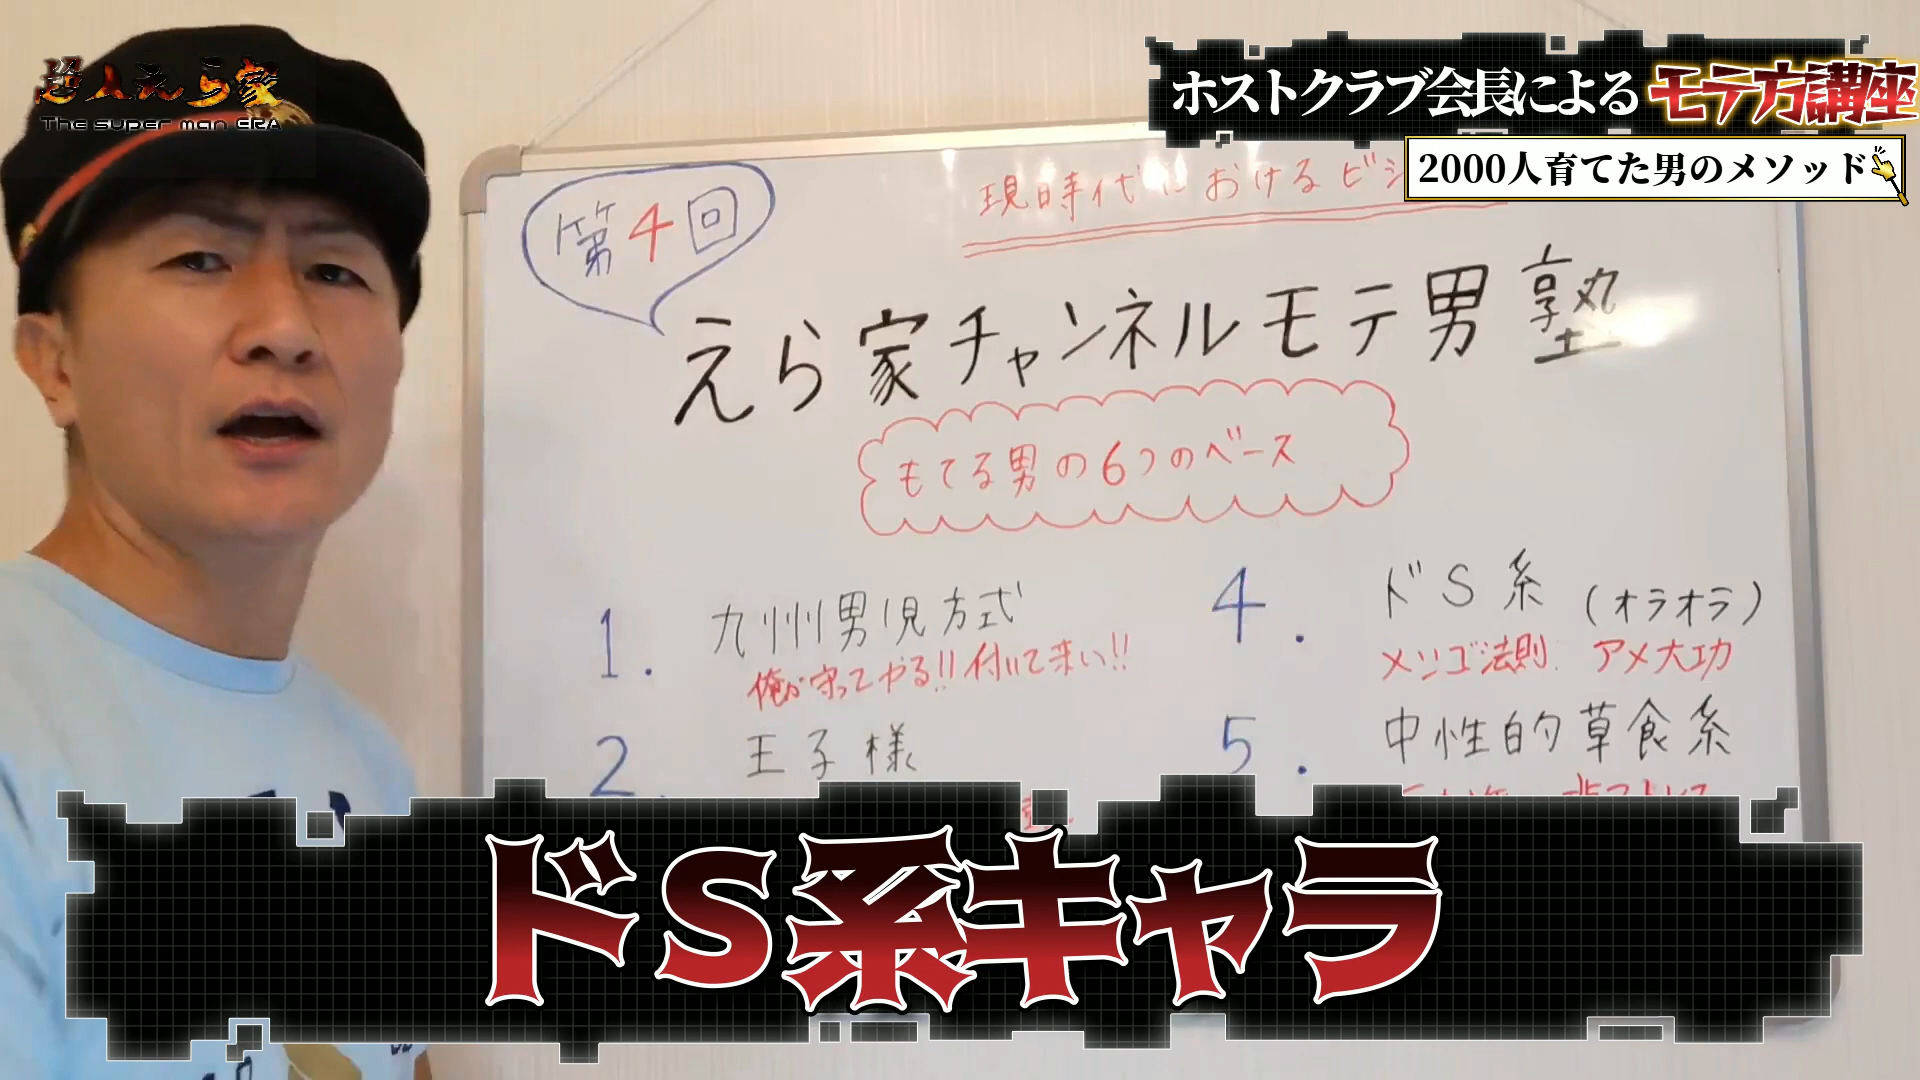 超人えら家
The super man ERA
ホストクラブ会長によるモテ方講座
2000人育てた男のメソッド
現時代におけるビジ
第4回
えら家チャンネルモテ男塾
もてる男の6つのベース
1. 九州男児方式
俺が守ってやる!!付いて来い!!
2. 王子様
4. ドS系(オラオラ)
メンゴ法則 アメ大功
5. 中性的草食系
ドS系キャラ